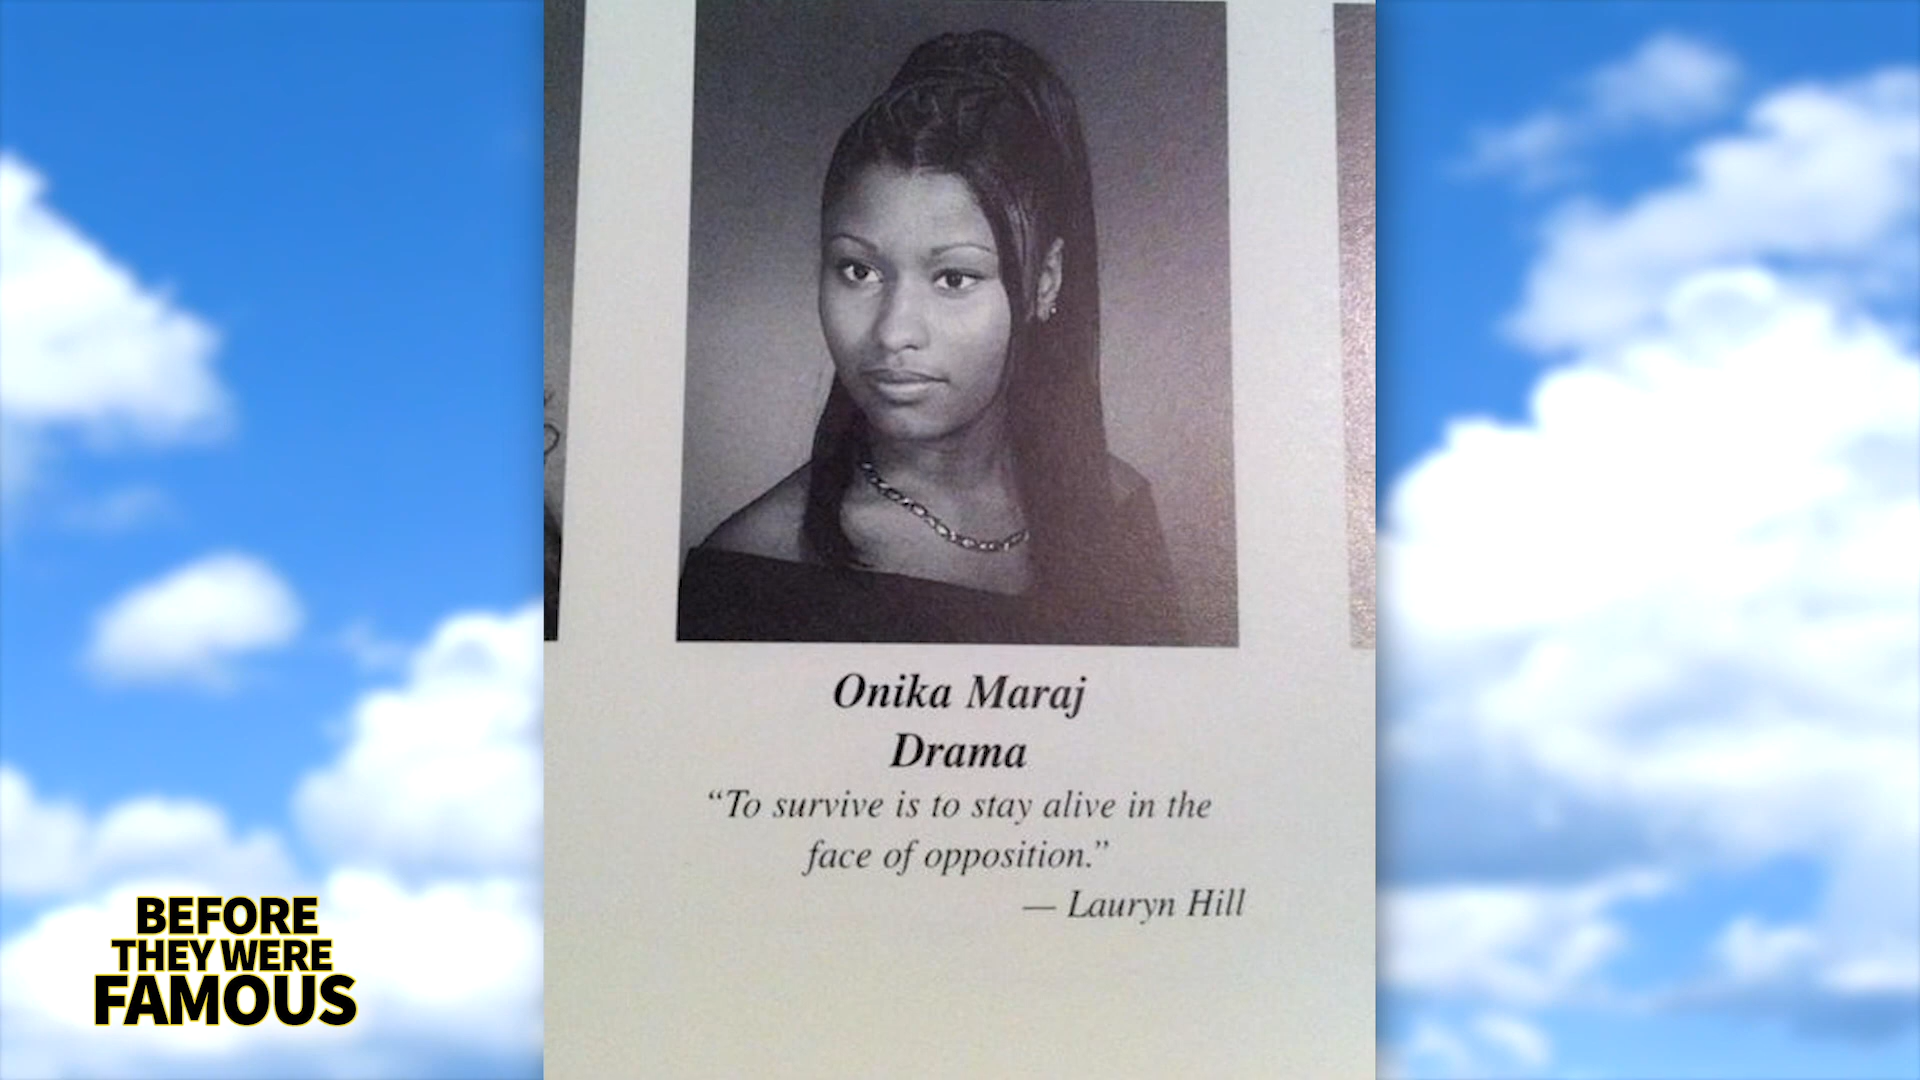 Onika Maraj
Drama
“To survive is to stay alive in the
face of opposition.”
— Lauryn Hill
BEFORE
THEY WERE
FAMOUS